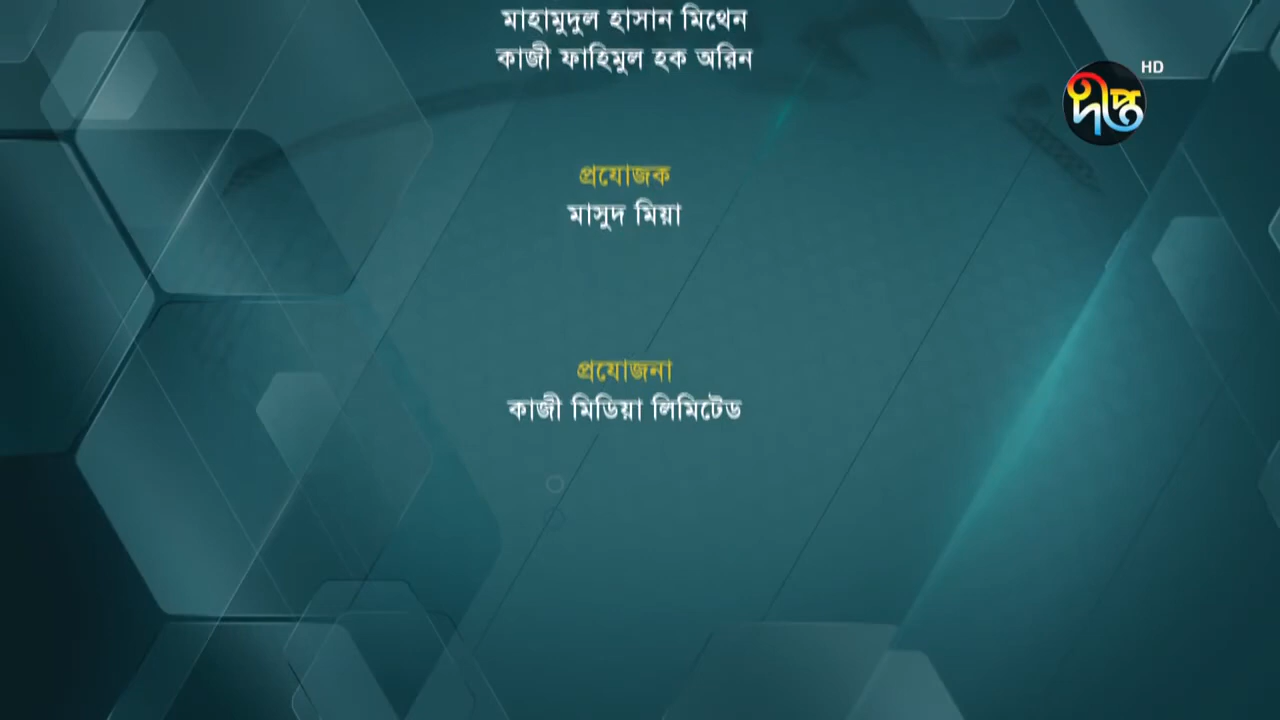 মাহামুদুল হাসান মিথেন
কাজী ফাহিমুল হক অরিন
HD
দীপ্ত
প্রযোজক
মাসুদ মিয়া
প্রযোজনা
কাজী মিডিয়া লিমিটেড